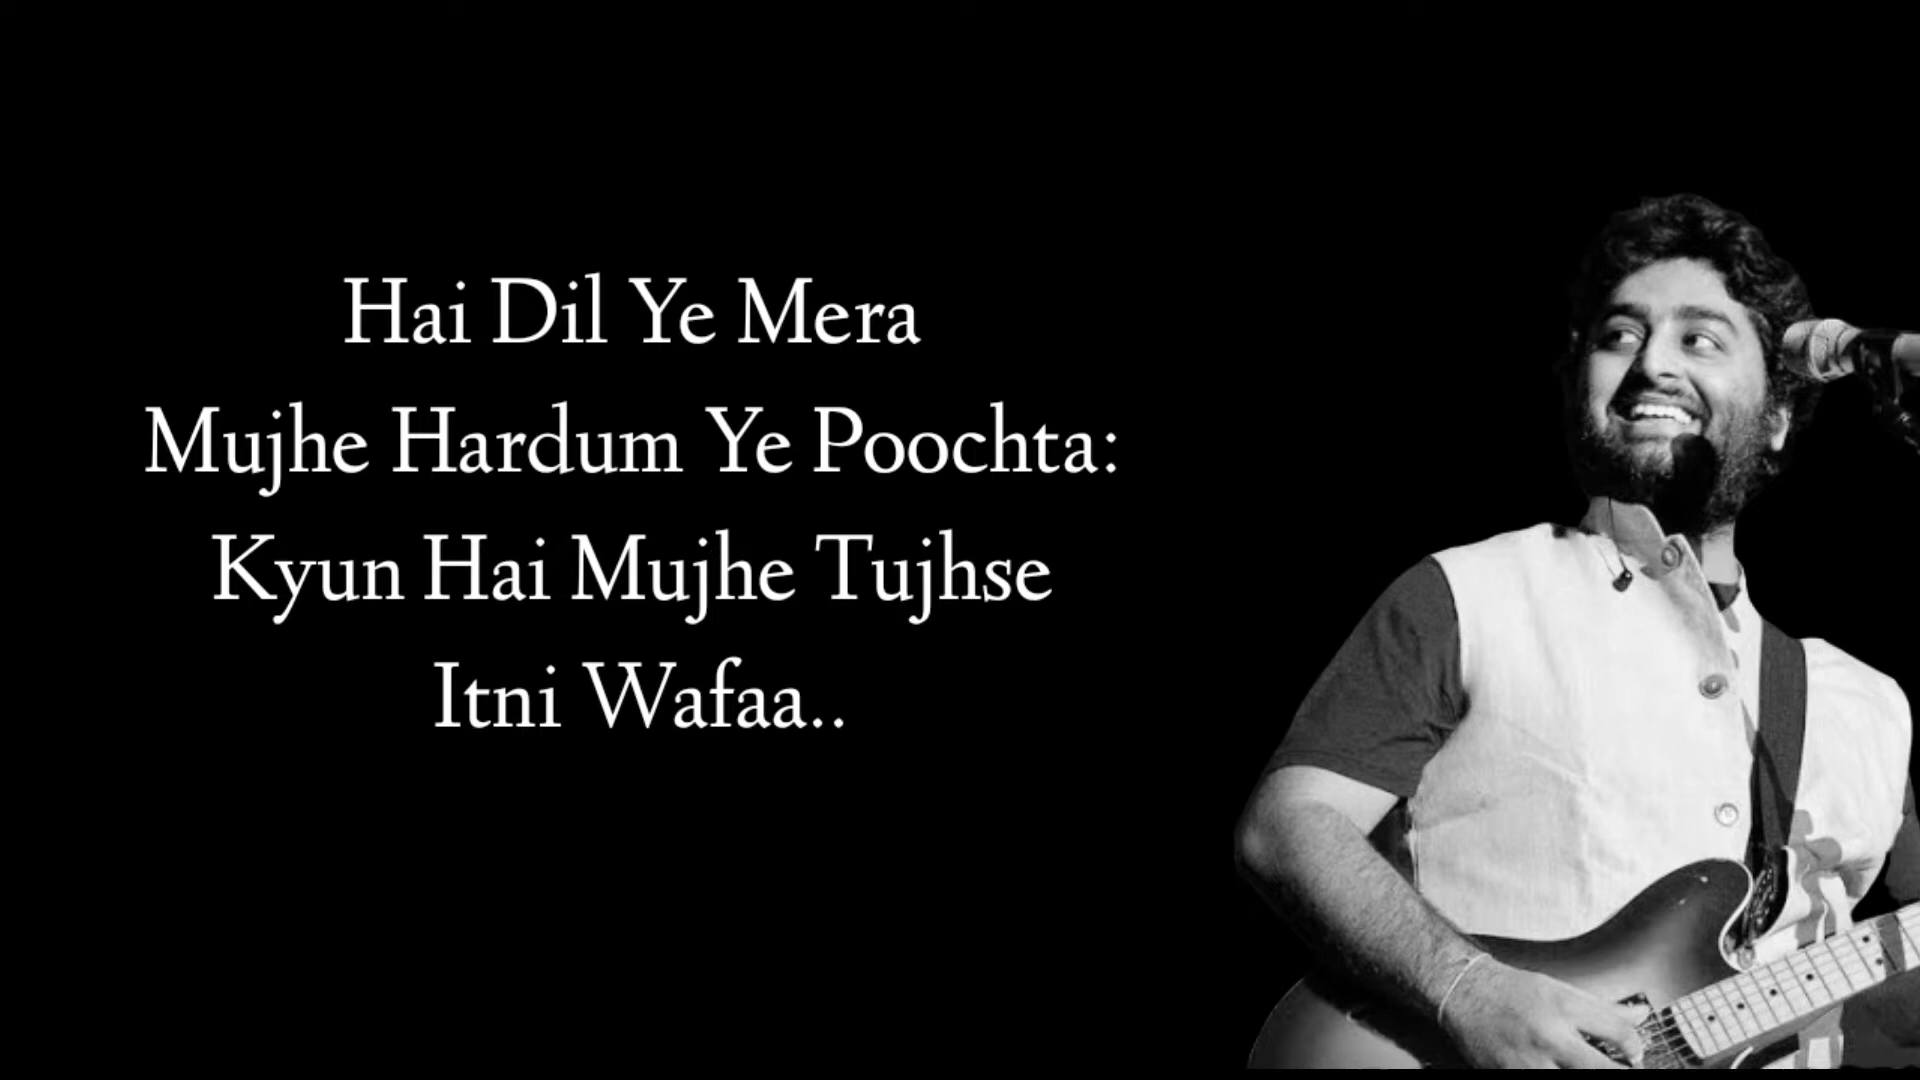 Hai Dil Ye Mera
Mujhe Hardum Ye Poochta:
Kyun Hai Mujhe Tujhse
Itni Wafaa..